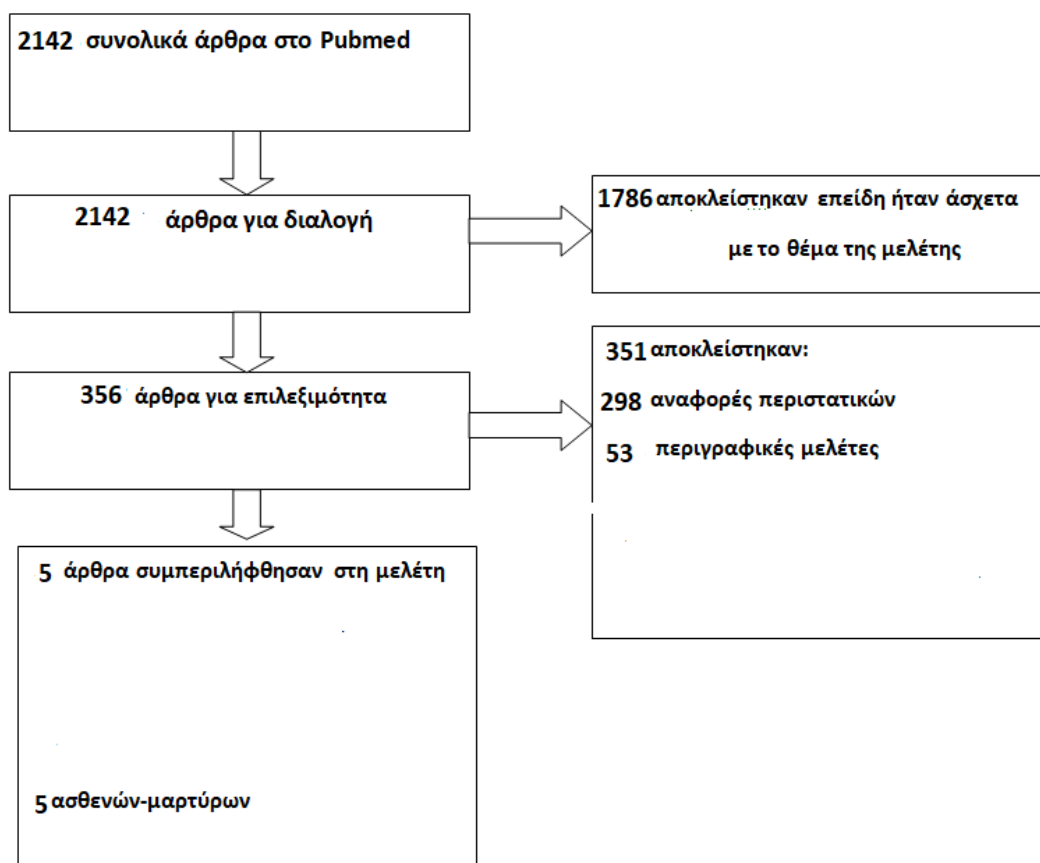 2142 συνολικά άρθρα στο Pubmed
2142 άρθρα για διαλογή
1786 αποκλείστηκαν επείδη ήταν άσχετα
με το θέμα της μελέτης
356 άρθρα για επιλεξιμότητα
351 αποκλείστηκαν:
298 αναφορές περιστατικών
53 περιγραφικές μελέτες
5 άρθρα συμπεριλήφθησαν στη μελέτη
5 ασθενών-μαρτύρων